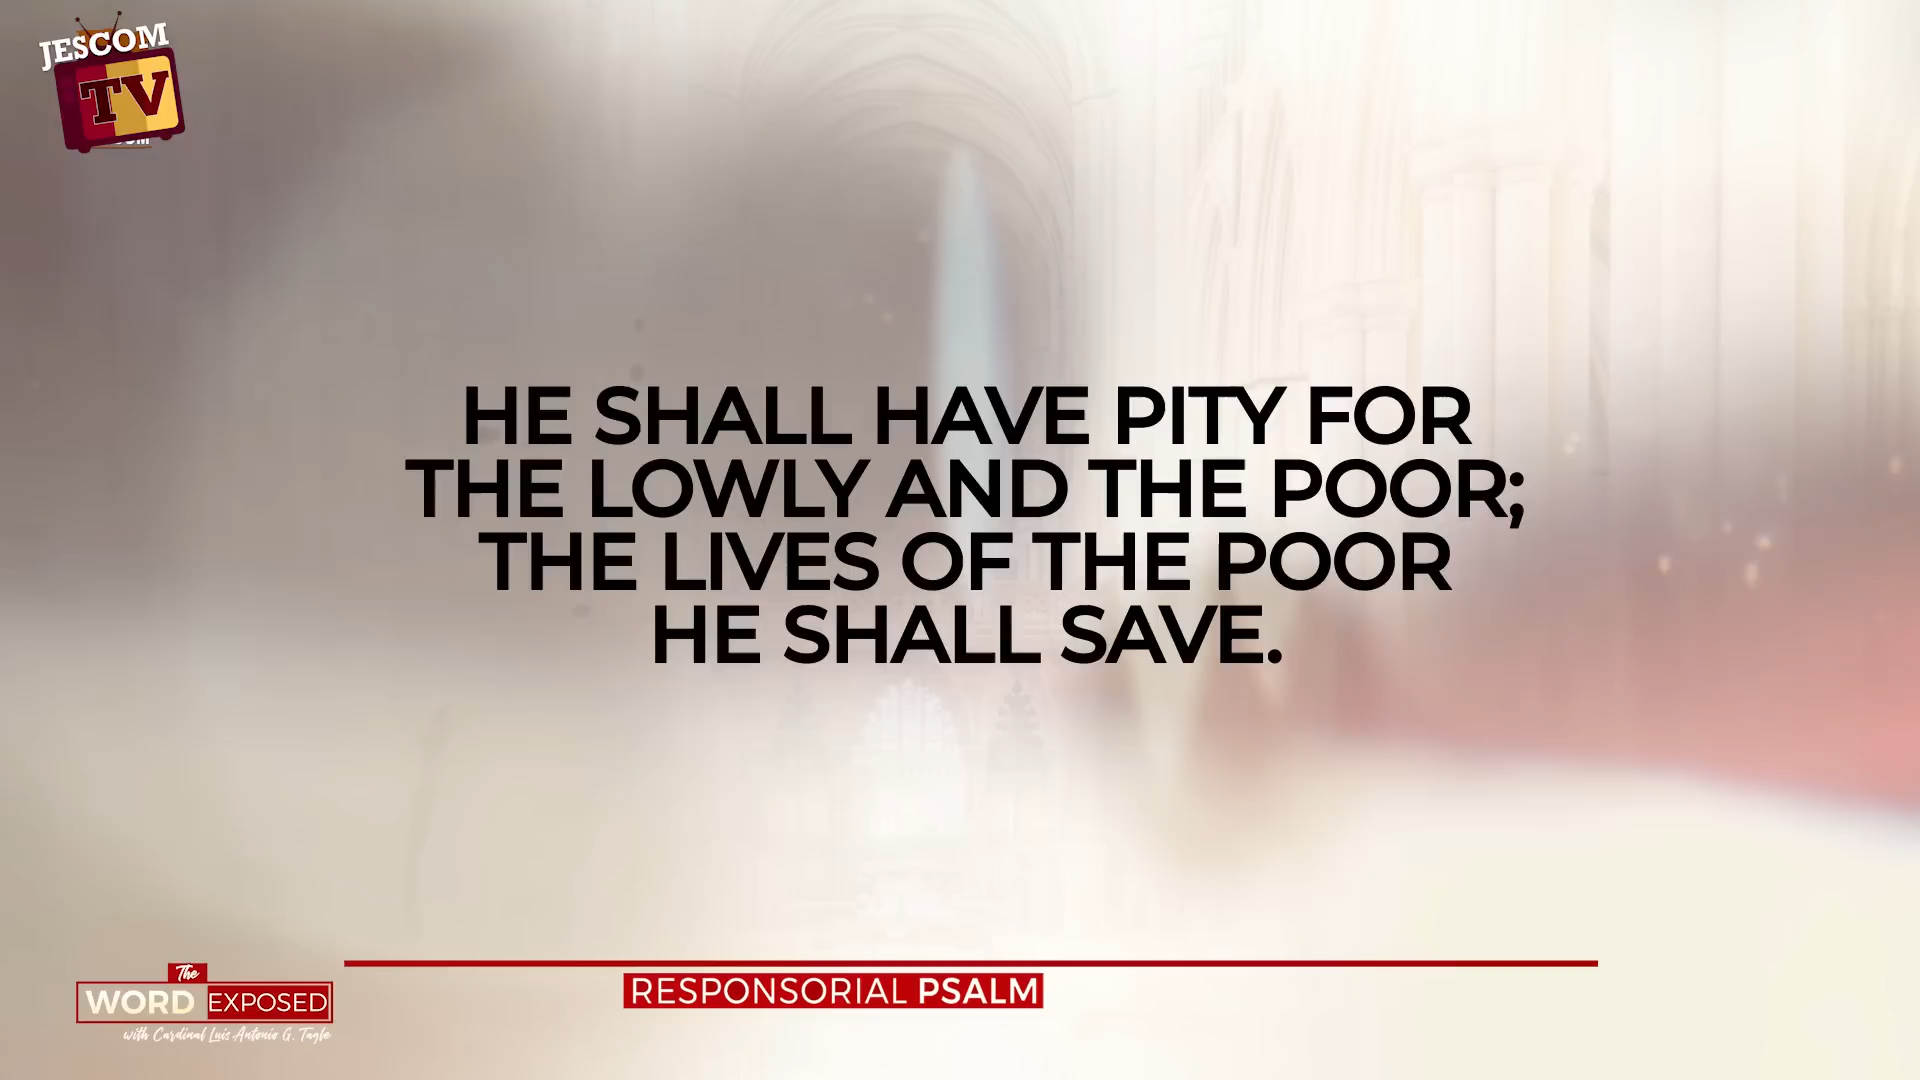 JESCOM
TV
HE SHALL HAVE PITY FOR
THE LOWLY AND THE POOR;
THE LIVES OF THE POOR
HE SHALL SAVE.
The
WORD EXPOSED
with Cardinal Luis Antonio G. Tagle
RESPONSORIAL PSALM